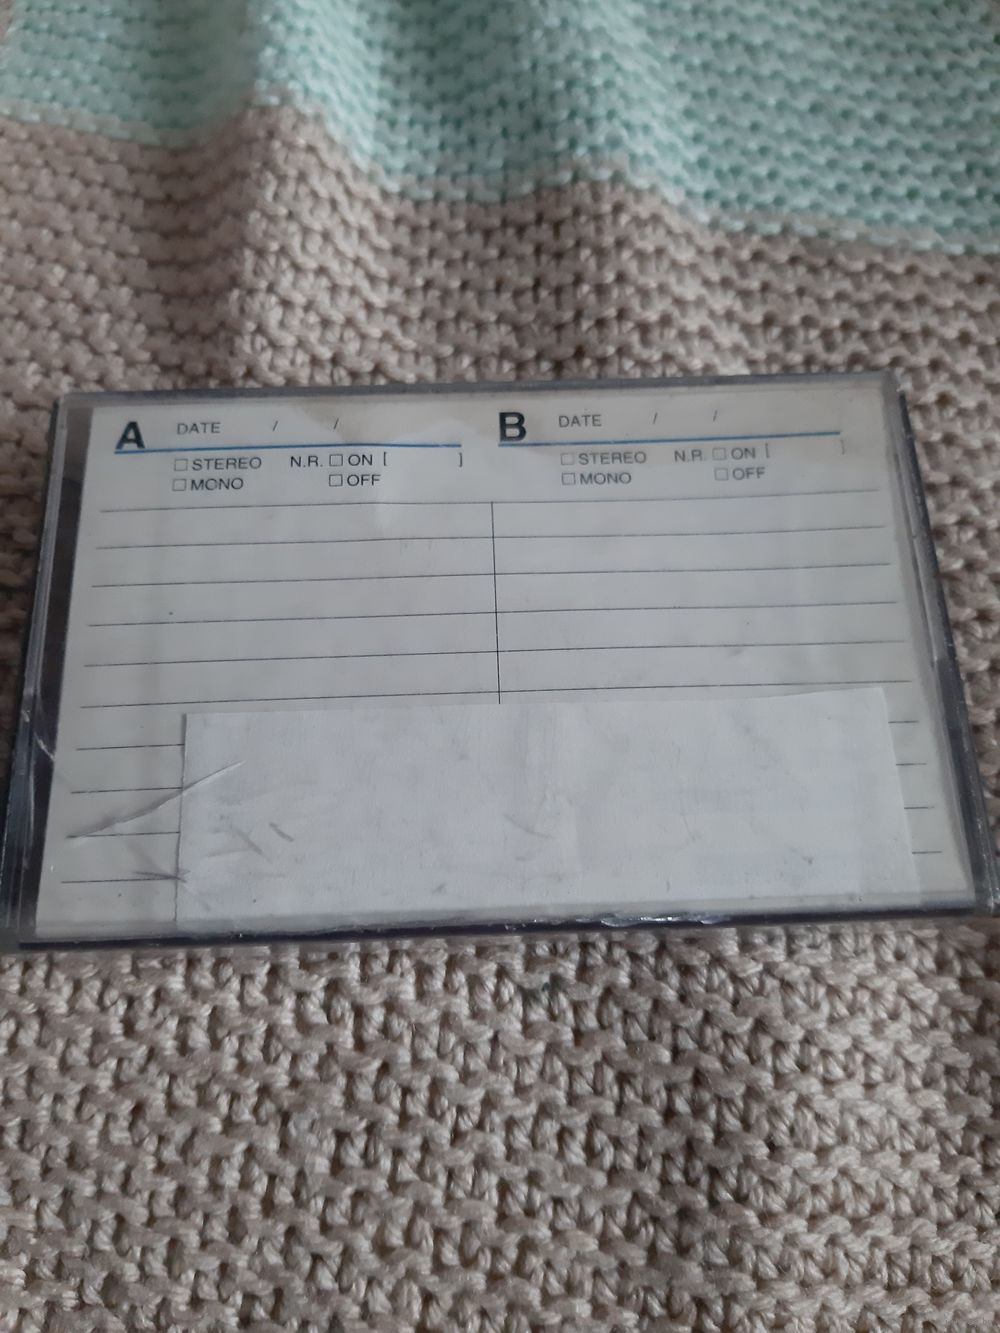 A DATE / / B DATE / /
☐ STEREO N.R. ☐ ON [ ] ☐ STEREO N.R. ☐ ON [ ]
☐ MONO ☐ OFF ☐ MONO ☐ OFF